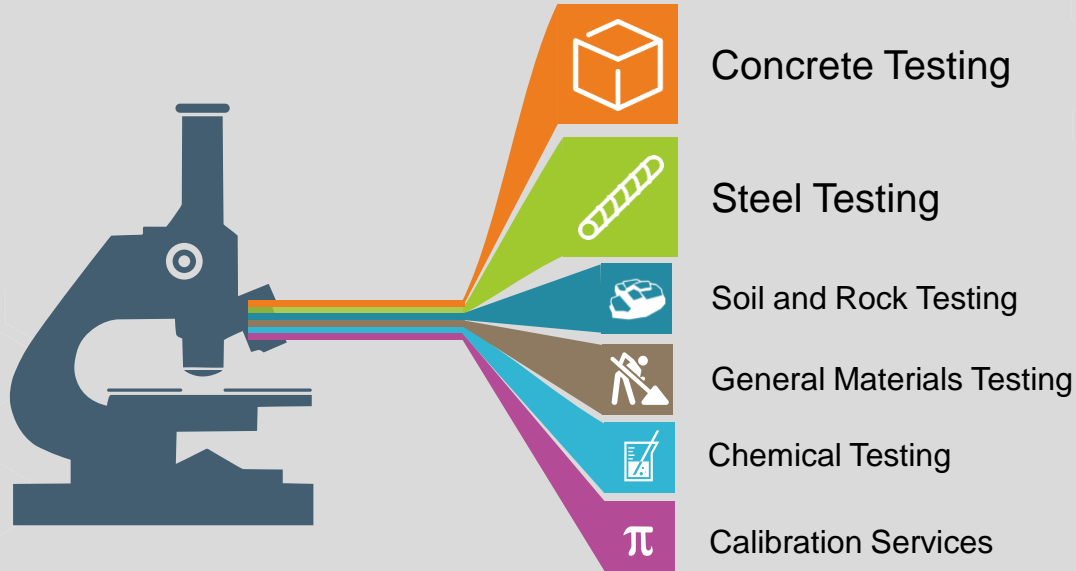 Concrete Testing
Steel Testing
Soil and Rock Testing
General Materials Testing
Chemical Testing
π
Calibration Services